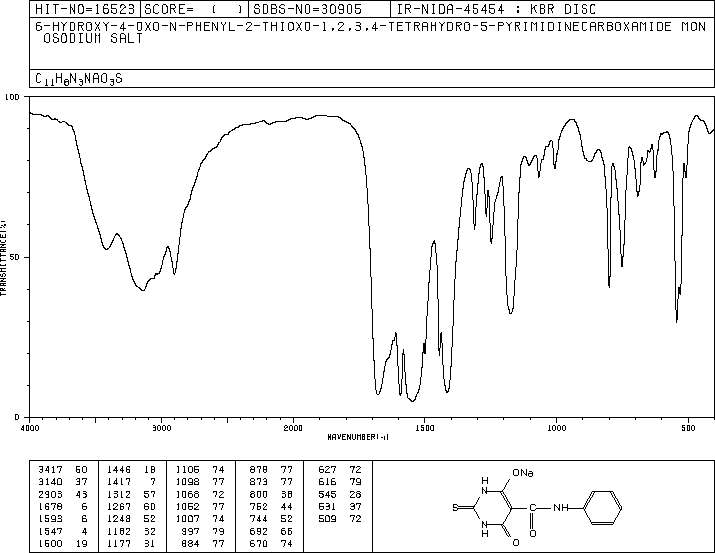 HIT-NO=16523 SCORE= ( ) SDBS-NO=30905 IR-NIDA-45454 : KBR DISC
6-HYDROXY-4-OXO-N-PHENYL-2-THIOXO-1,2,3,4-TETRAHYDRO-5-PYRIMIDINECARBOXAMIDE MON
OSODIUM SALT
C11H8N3NAO3S
100
50
0
TRANSMITTANCE(%)
4000 3000 2000 1500 1000 500
WAVENUMBER(-1)
3417 50 1446 18 1105 74 878 77 627 72
3140 37 1417 7 1098 77 873 77 616 79
2903 43 1312 57 1068 72 800 38 545 28
1678 6 1267 60 1052 77 752 44 531 37
1593 6 1248 52 1007 74 744 52 509 72
1547 4 1182 32 997 79 692 66
1500 19 1177 31 884 77 670 74
ONa
H
N
S
C
NH
N
H
O
O